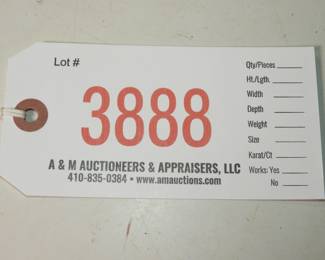 Lot #
3888
A & M AUCTIONEERS & APPRAISERS, LLC
410-835-0384 • www.amauctions.com
Qty/Pieces
Ht./Lgth.
Width
Depth
Weight
Size
Karat/Ct
Works: Yes
No